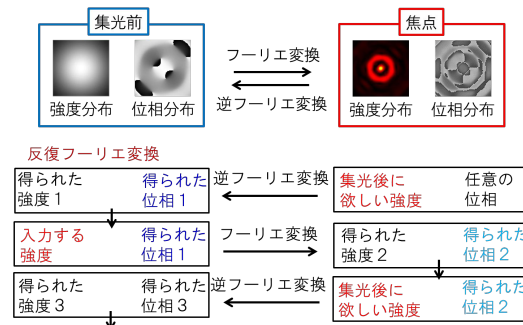 集光前
焦点
フーリエ変換
逆フーリエ変換
強度分布 位相分布
強度分布 位相分布
反復フーリエ変換
得られた 得られた
強度1 位相1
逆フーリエ変換
集光後に 任意の
欲しい強度 位相
入力する 得られた
強度 位相1
フーリエ変換
得られた 得られた
強度2 位相2
得られた 得られた
強度3 位相3
逆フーリエ変換
集光後に 得られた
欲しい強度 位相2